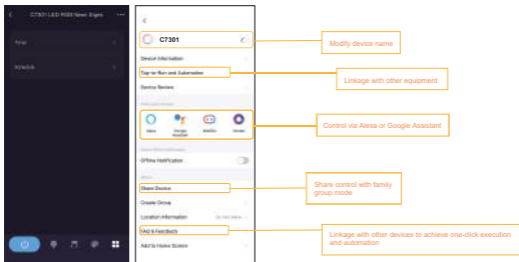 C7301 LED RGB Neon Signs
Timer
Schedule
C7301
Device Information
Tap-to-Run and Automation
Device Review
Alexa
Google
Assistant
Offline Notification
Share Device
Create Group
Location Information
FAQ & Feedback
Add to Home Screen
Modify device name
Linkage with other equipment
Control via Alexa or Google Assistant
Share control with family
group mode
Linkage with other devices to achieve one-click execution
and automation